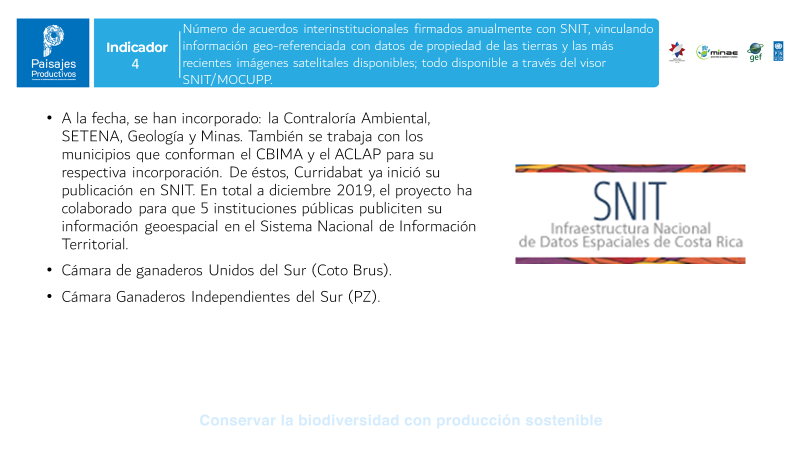 Paisajes
Productivos
Indicador
4
Número de acuerdos interinstitucionales firmados anualmente con SNIT, vinculando
información geo-referenciada con datos de propiedad de las tierras y las más
recientes imágenes satelitales disponibles; todo disponible a través del visor
SNIT/MOCUPP.
minae
gef
• A la fecha, se han incorporado: la Contraloría Ambiental,
SETENA, Geología y Minas. También se trabaja con los
municipios que conforman el CBIMA y el ACLAP para su
respectiva incorporación. De éstos, Curridabat ya inició su
publicación en SNIT. En total a diciembre 2019, el proyecto ha
colaborado para que 5 instituciones públicas publiciten su
información geoespacial en el Sistema Nacional de Información
Territorial.
• Cámara de ganaderos Unidos del Sur (Coto Brus).
• Cámara Ganaderos Independientes del Sur (PZ).
SNIT
Infraestructura Nacional
de Datos Espaciales de Costa Rica
Conservar la biodiversidad con producción sostenible